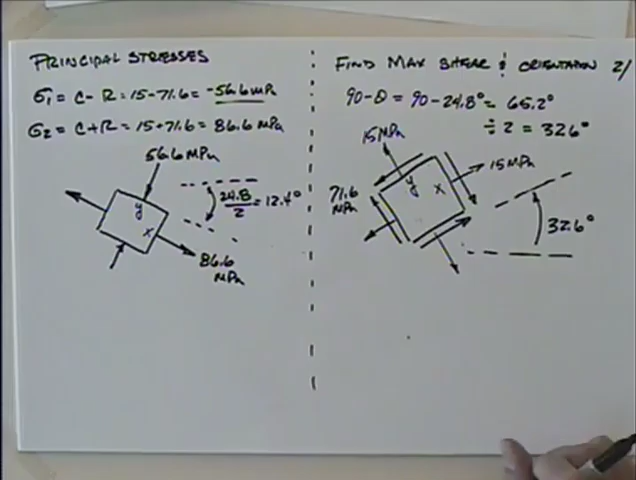 PRINCIPAL STRESSES
σ₁ = C - R = 15 - 71.6 = -56.6 MPa
σ₂ = C + R = 15 + 71.6 = 86.6 MPa
56.6 MPa
24.8/2 = 12.4°
y
x
86.6 MPa
FIND MAX SHEAR & ORIENTATION 2/
90 - θ = 90 - 24.8° = 65.2°
÷ 2 = 32.6°
15 MPa
15 MPa
71.6 MPa
y
x
32.6°